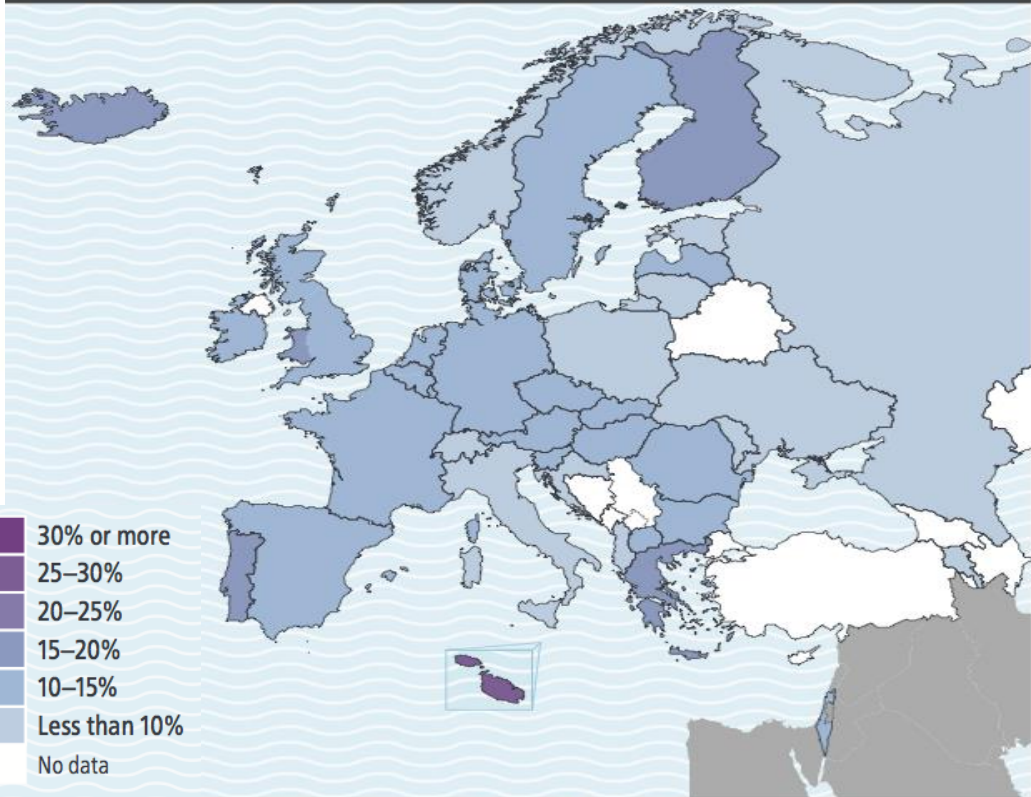 30% or more
25–30%
20–25%
15–20%
10–15%
Less than 10%
No data